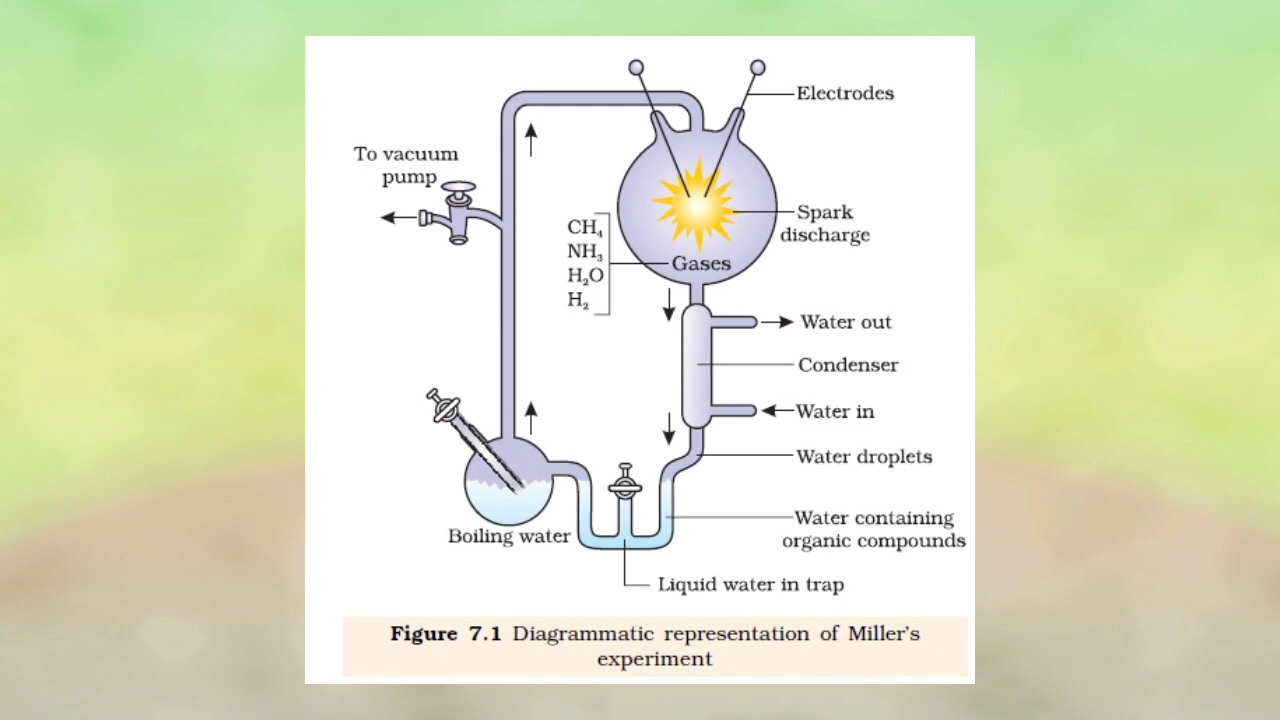 Electrodes
To vacuum
pump
Spark
discharge
CH₄
NH₃
H₂O
H₂
Gases
Water out
Condenser
Water in
Water droplets
Water containing
organic compounds
Boiling water
Liquid water in trap
Figure 7.1 Diagrammatic representation of Miller's
experiment